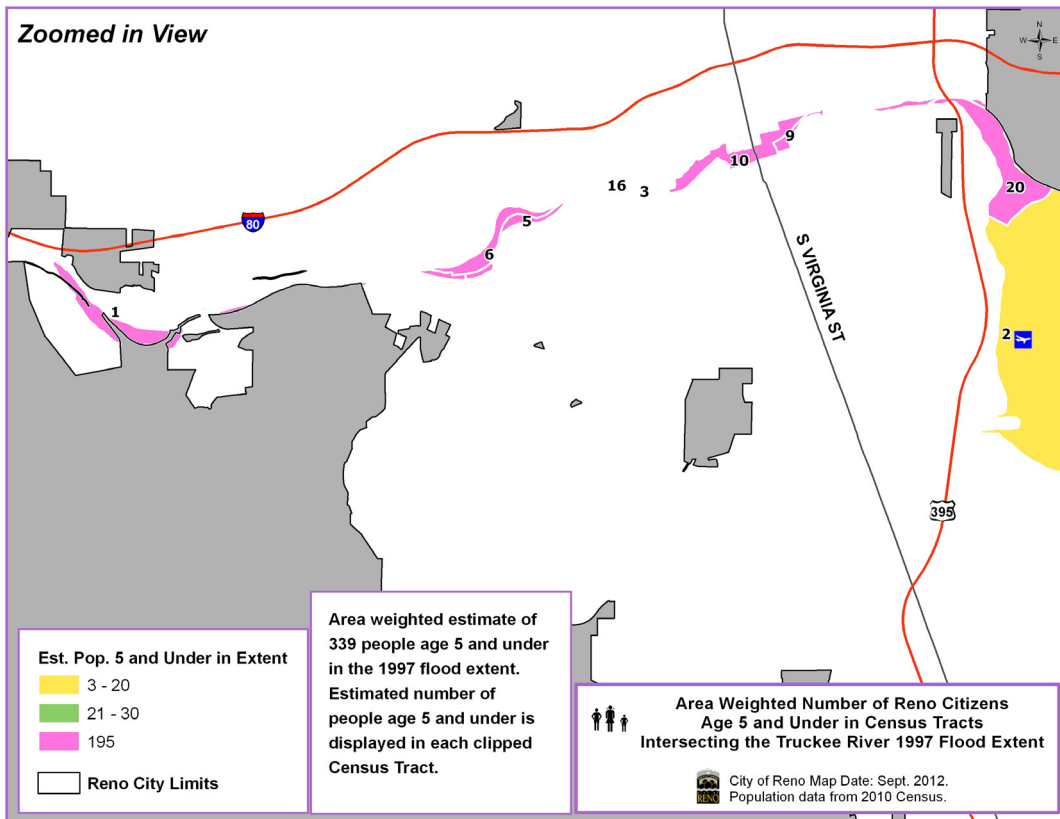 Zoomed in View
N
W E
S
9
10
16
3
20
80
5
6
S VIRGINIA ST
1
2
395
Est. Pop. 5 and Under in Extent
3 - 20
21 - 30
195
Reno City Limits
Area weighted estimate of
339 people age 5 and under
in the 1997 flood extent.
Estimated number of
people age 5 and under is
displayed in each clipped
Census Tract.
Area Weighted Number of Reno Citizens
Age 5 and Under in Census Tracts
Intersecting the Truckee River 1997 Flood Extent
RENO
City of Reno Map Date: Sept. 2012.
Population data from 2010 Census.